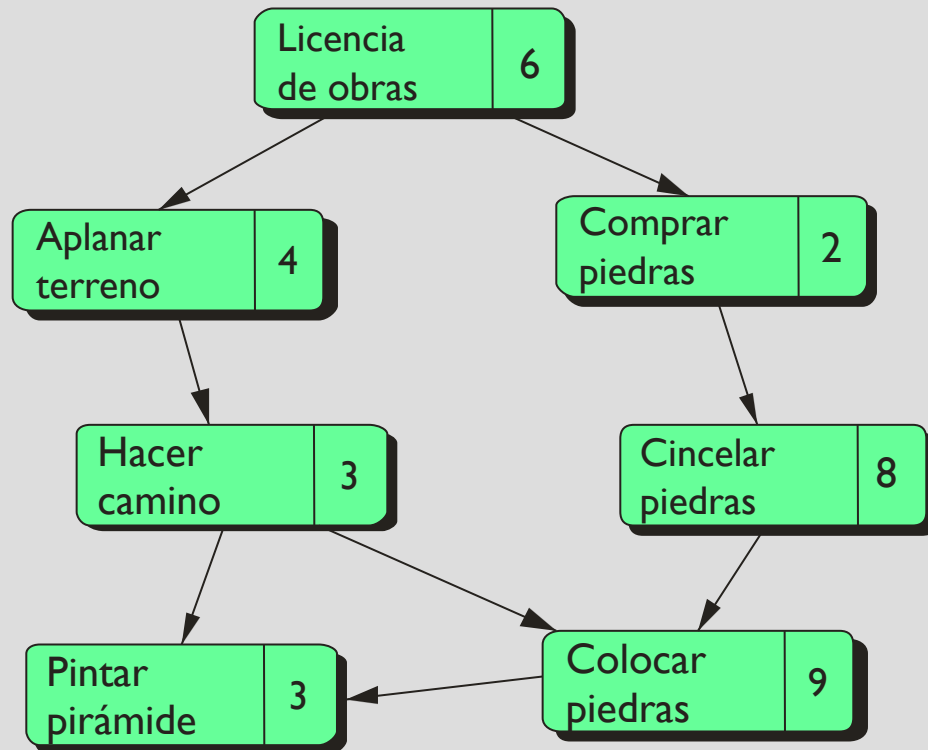 Licencia
de obras
6
Aplanar
terreno
4
Comprar
piedras
2
Hacer
camino
3
Cincelar
piedras
8
Pintar
pirámide
3
Colocar
piedras
9